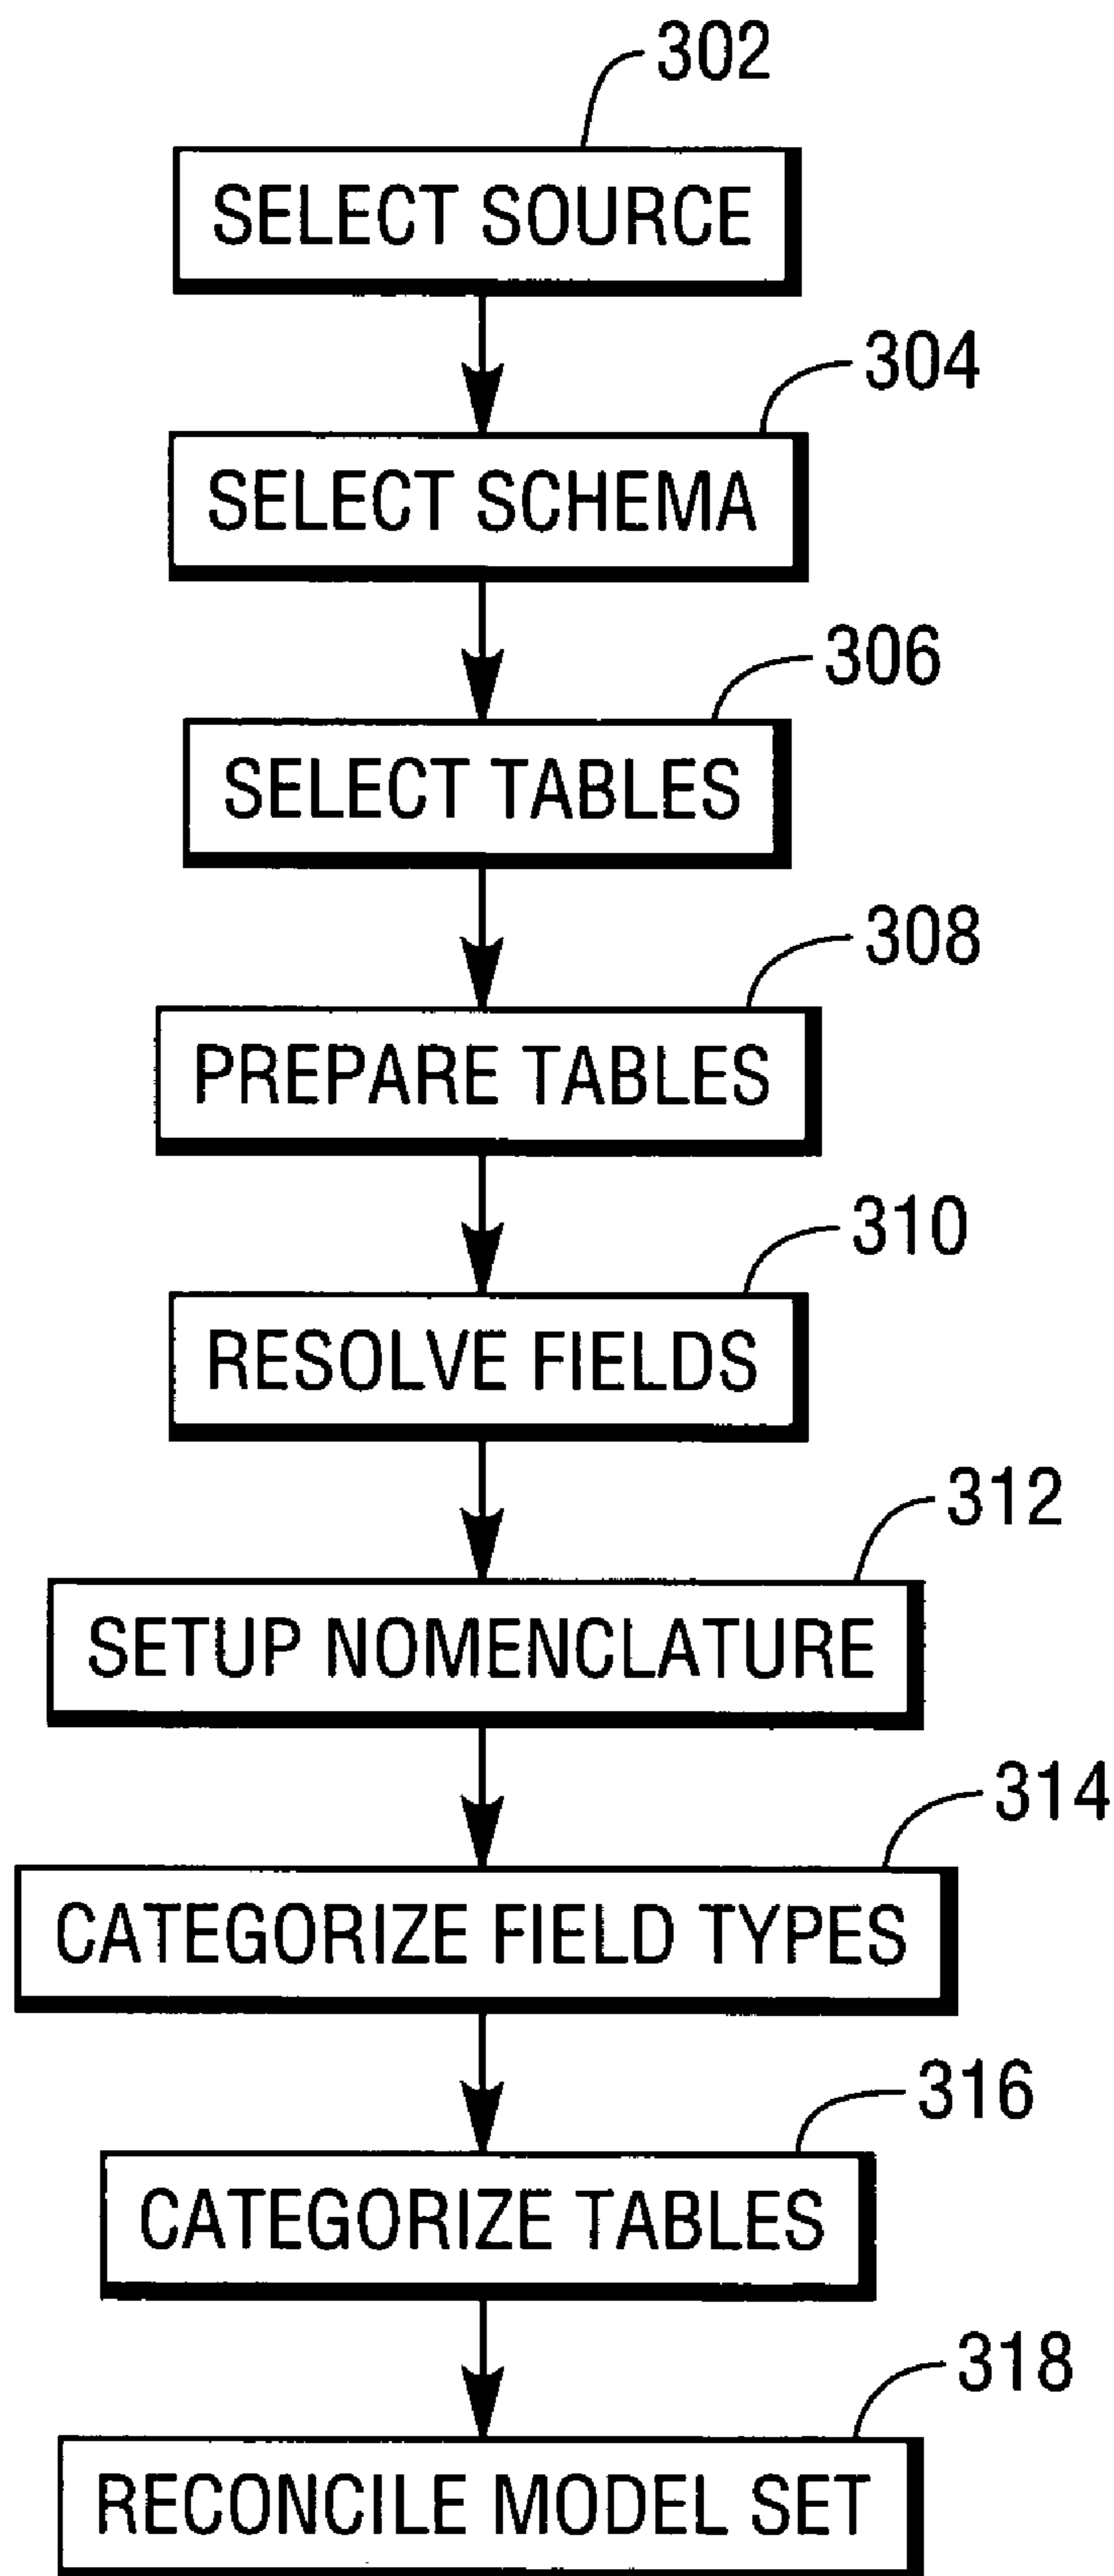 302
SELECT SOURCE
304
SELECT SCHEMA
306
SELECT TABLES
308
PREPARE TABLES
310
RESOLVE FIELDS
312
SETUP NOMENCLATURE
314
CATEGORIZE FIELD TYPES
316
CATEGORIZE TABLES
318
RECONCILE MODEL SET